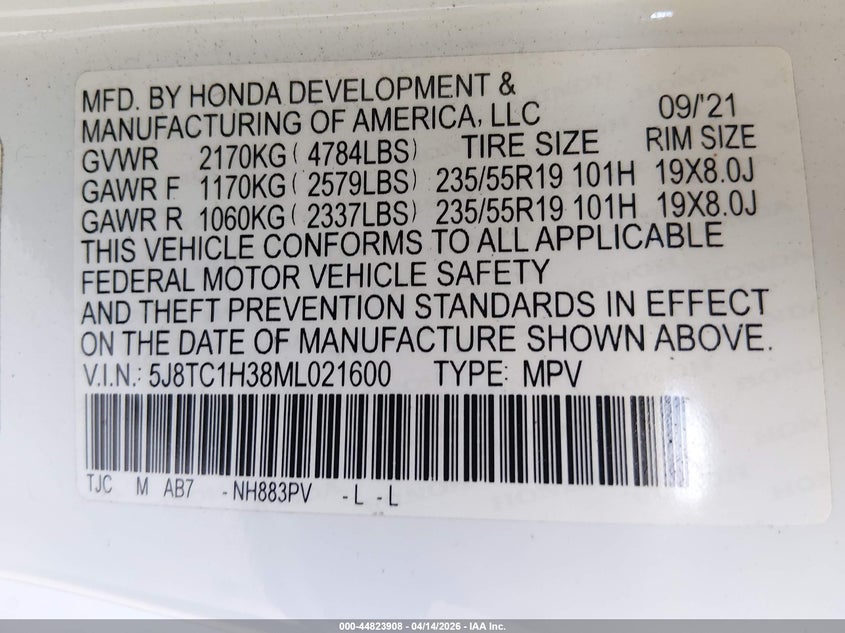 MFD. BY HONDA DEVELOPMENT &
MANUFACTURING OF AMERICA, LLC 09/'21
GVWR 2170KG ( 4784LBS) TIRE SIZE RIM SIZE
GAWR F 1170KG ( 2579LBS) 235/55R19 101H 19X8.0J
GAWR R 1060KG ( 2337LBS) 235/55R19 101H 19X8.0J
THIS VEHICLE CONFORMS TO ALL APPLICABLE
FEDERAL MOTOR VEHICLE SAFETY
AND THEFT PREVENTION STANDARDS IN EFFECT
ON THE DATE OF MANUFACTURE SHOWN ABOVE.
V.I.N.: 5J8TC1H38ML021600 TYPE: MPV
TJC M AB7 - NH883PV - L - L
000-44823908 - 04/14/2026 - IAA Inc.